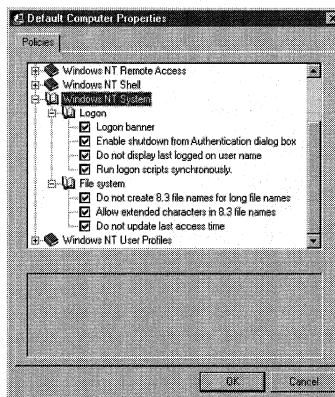 Default Computer Properties
Policies
Windows NT Remote Access
Windows NT Shell
Windows NT System
Logon
Logon banner
Enable shutdown from Authentication dialog box
Do not display last logged on user name
Run logon scripts synchronously.
File system
Do not create 8.3 file names for long file names
Allow extended characters in 8.3 file names
Do not update last access time
Windows NT User Profiles
OK
Cancel